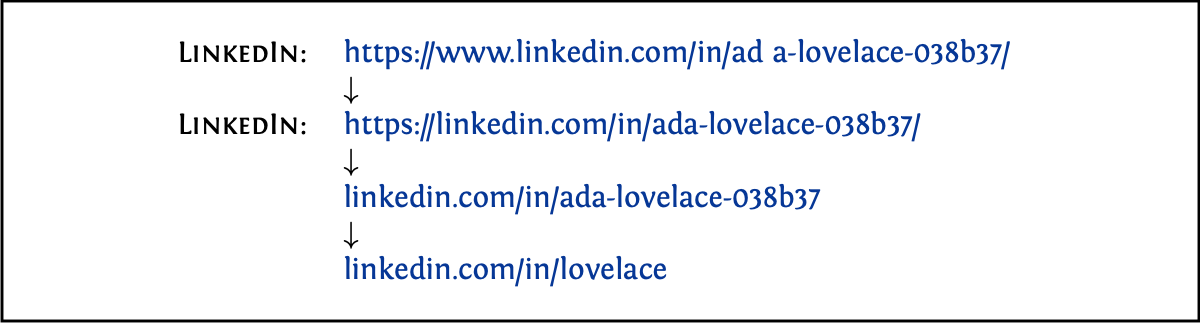 LINKEDIN: https://www.linkedin.com/in/ad a-lovelace-038b37/
↓
LINKEDIN: https://linkedin.com/in/ada-lovelace-038b37/
↓
linkedin.com/in/ada-lovelace-038b37
↓
linkedin.com/in/lovelace